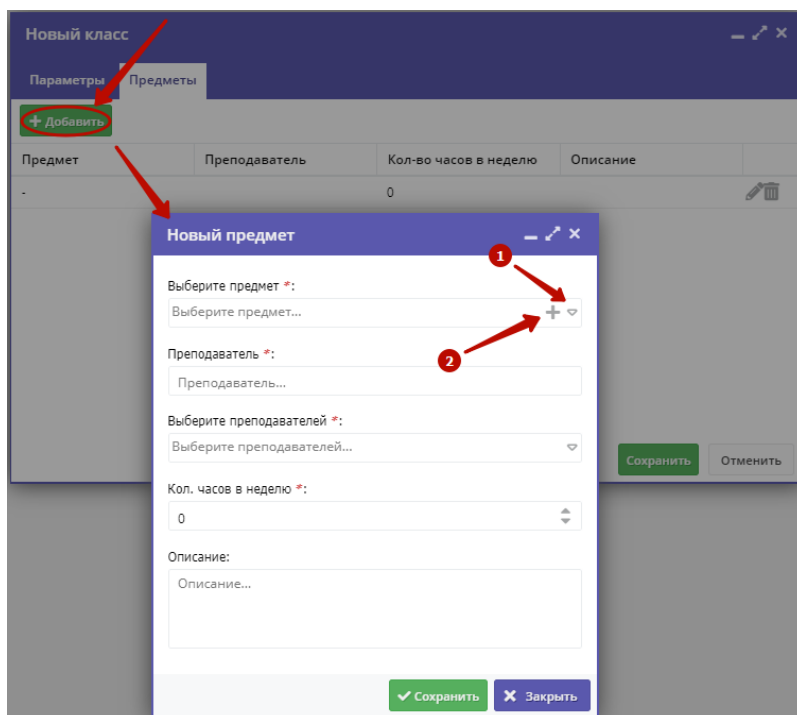 Новый класс
Параметры Предметы
+ Добавить
Предмет Преподаватель Кол-во часов в неделю Описание
- 0
Новый предмет
1
Выберите предмет *:
Выберите предмет...
2
Преподаватель *:
Преподаватель...
Выберите преподавателей *:
Выберите преподавателей...
Сохранить Отменить
Кол. часов в неделю *:
0
Описание:
Описание...
Сохранить Закрыть